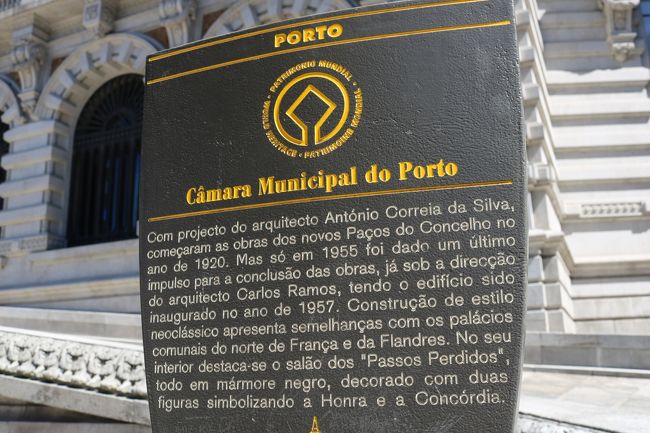 PORTO
PATRIMONIO MUNDIAL • WORLD HERITAGE • PATRIMOINE MONDIAL •
Câmara Municipal do Porto
Com projecto do arquitecto António Correia da Silva,
começaram as obras dos novos Paços do Concelho no
ano de 1920. Mas só em 1955 foi dado um último
impulso para a conclusão das obras, já sob a direcção
do arquitecto Carlos Ramos, tendo o edifício sido
inaugurado no ano de 1957. Construção de estilo
neoclássico apresenta semelhanças com os palácios
comunais do norte de França e da Flandres. No seu
interior destaca-se o salão dos "Passos Perdidos",
todo em mármore negro, decorado com duas
figuras simbolizando a Honra e a Concórdia.